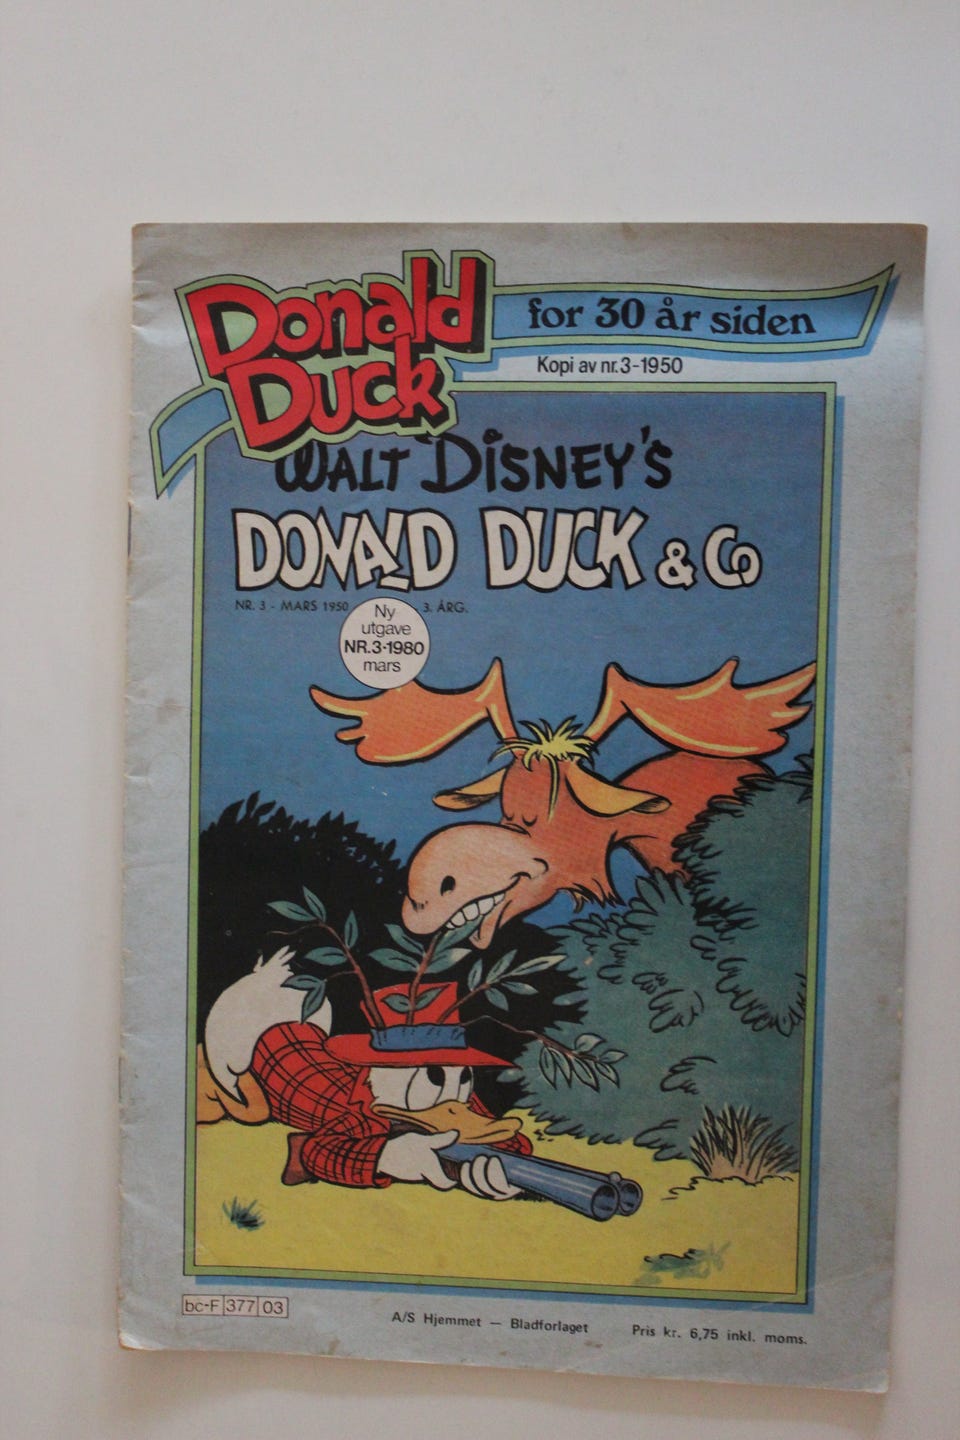 Donald
Duck
for 30 år siden
Kopi av nr. 3-1950
WALT DISNEY'S
DONALD DUCK & CO
NR. 3 - MARS 1950 3. ÅRG.
Ny
utgave
NR.3-1980
mars
bc-F 377 03
A/S Hjemmet — Bladforlaget
Pris kr. 6,75 inkl. moms.